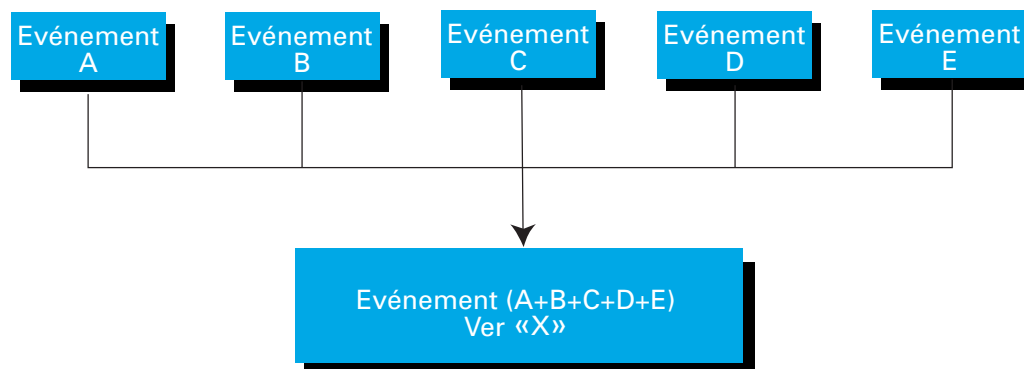 Evénement
A
Evénement
B
Evénement
C
Evénement
D
Evénement
E
Evénement (A+B+C+D+E)
Ver «X»